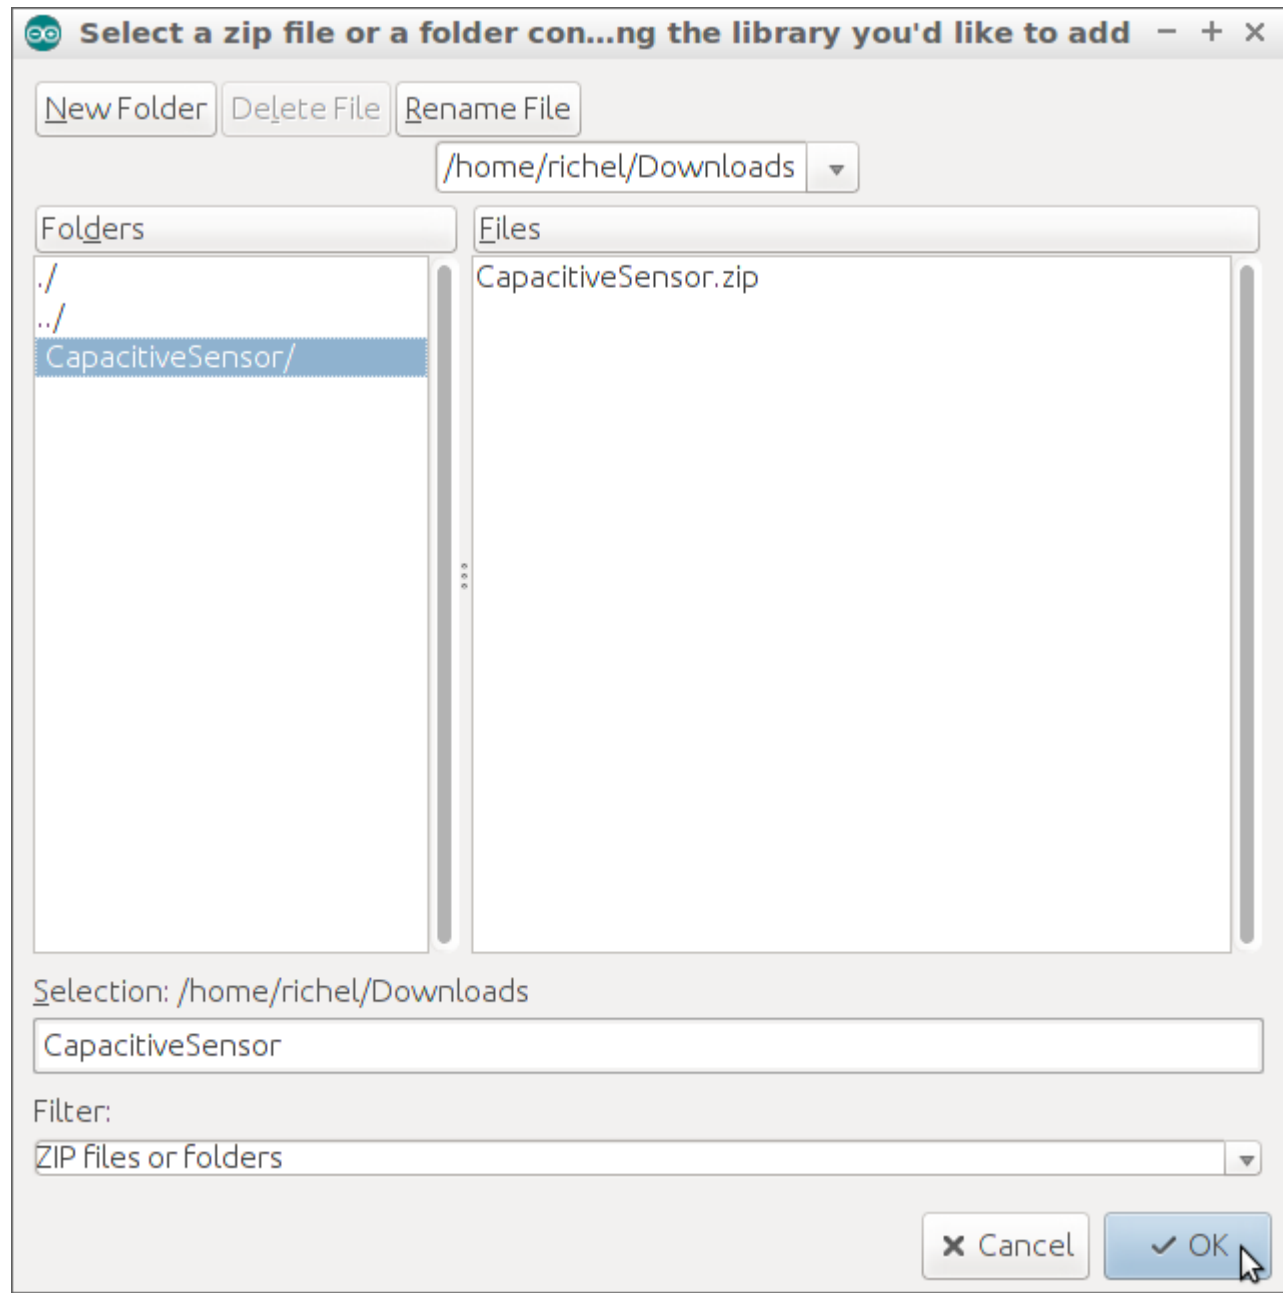 Select a zip file or a folder con...ng the library you'd like to add
New Folder Delete File Rename File
/home/richel/Downloads
Folders Files
./
../
CapacitiveSensor/
CapacitiveSensor.zip
Selection: /home/richel/Downloads
CapacitiveSensor
Filter:
ZIP files or folders
Cancel OK